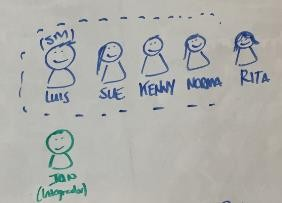 (SM)
LUIS SUE KENNY NORMA RITA
JAN
(Integrador)